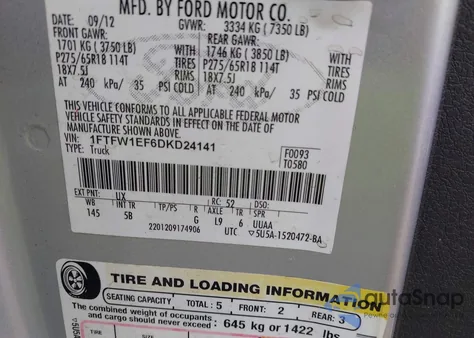 MFD. BY FORD MOTOR CO.
DATE: 09/12 GVWR: 3334 KG ( 7350 LB)
FRONT GAWR: REAR GAWR:
1701 KG ( 3750 LB) WITH 1746 KG ( 3850 LB) WITH
P275/65R18 114T TIRES P275/65R18 114T TIRES
18X7.5J RIMS 18X7.5J RIMS
AT 240 kPa/ 35 PSI COLD AT 240 kPa/ 35 PSI COLD
THIS VEHICLE CONFORMS TO ALL APPLICABLE FEDERAL MOTOR
VEHICLE SAFETY STANDARDS IN EFFECT ON THE DATE OF
MANUFACTURE SHOWN ABOVE.
VIN: 1FTFW1EF6DKD24141 F0093
TYPE: Truck T0580
EXT PNT: UX RC: 52 DSO:
WB INT TR TP/PS R AXLE TR SPR
145 5B G L9 6 UUAA
2201209174906 UTC 5U5A-1520472-BA
TIRE AND LOADING INFORMATION
SEATING CAPACITY TOTAL : 5 FRONT : 2 REAR: 3
The combined weight of occupants
and cargo should never exceed : 645 kg or 1422 lbs
TIRE SIZE
autoSnap